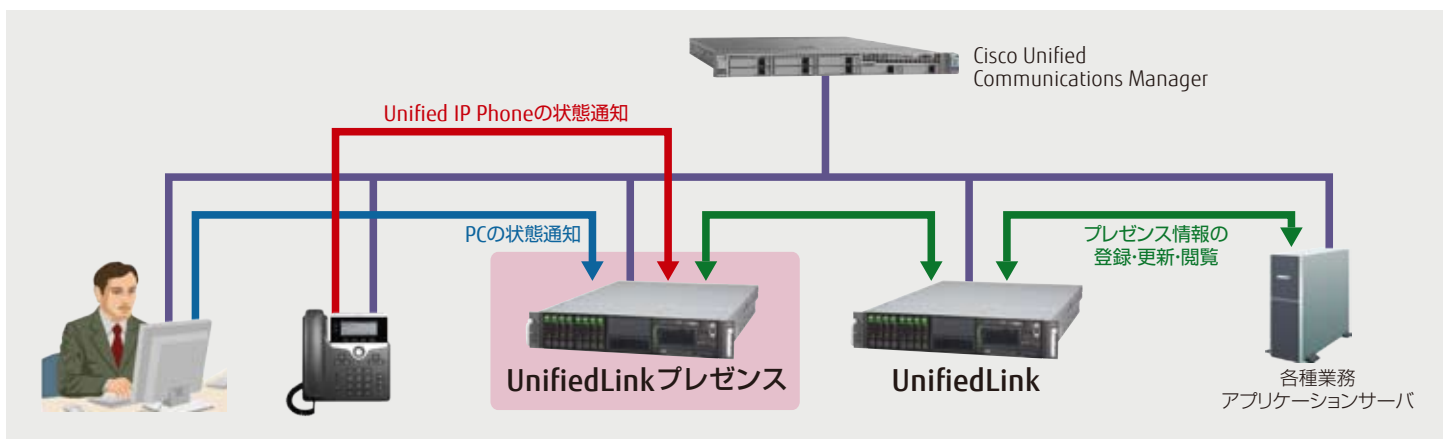 Cisco Unified
Communications Manager
Unified IP Phoneの状態通知
PCの状態通知
プレゼンス情報の
登録・更新・閲覧
UnifiedLinkプレゼンス
UnifiedLink
各種業務
アプリケーションサーバ